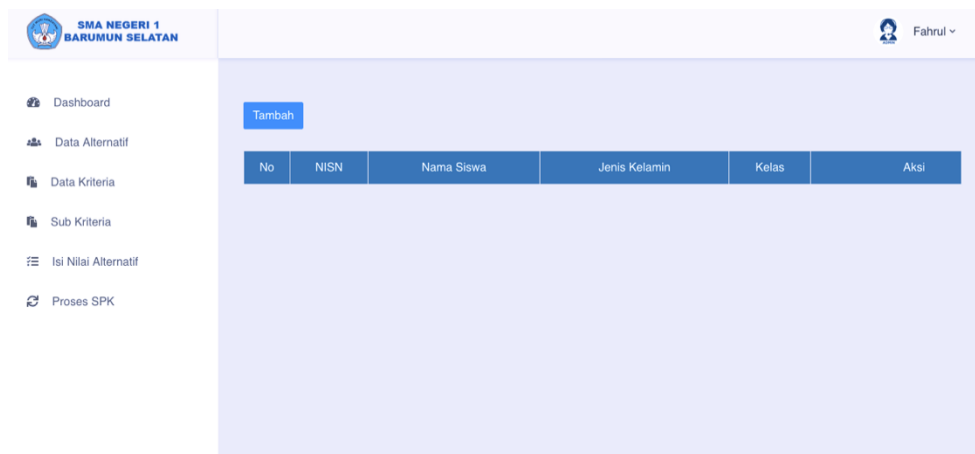 SMA NEGERI 1
BARUMUN SELATAN
Fahrul
Dashboard
Data Alternatif
Data Kriteria
Sub Kriteria
Isi Nilai Alternatif
Proses SPK
Tambah
No NISN Nama Siswa Jenis Kelamin Kelas Aksi